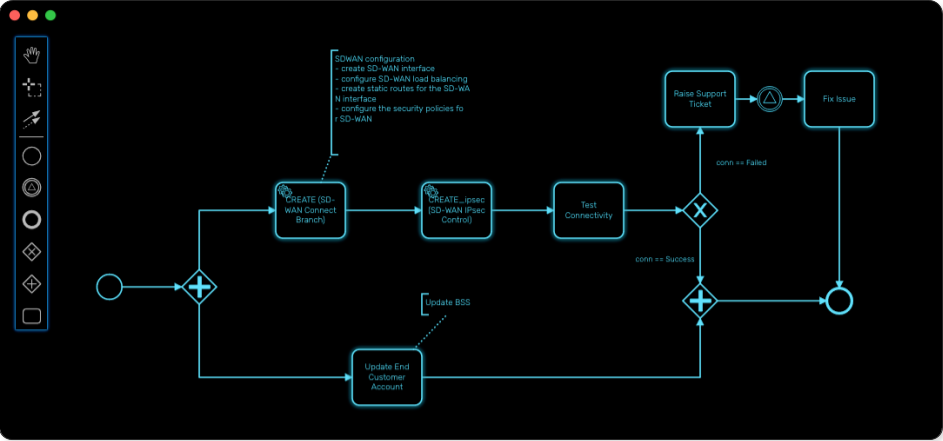 SDWAN configuration
- create SD-WAN interface
- configure SD-WAN load balancing
- create static routes for the SD-WA
N interface
- configure the security policies fo
r SD-WAN
Raise Support
Ticket
Fix Issue
conn == Failed
CREATE (SD-
WAN Connect
Branch)
CREATE_ipsec
(SD-WAN IPsec
Control)
Test
Connectivity
X
conn == Success
Update BSS
Update End
Customer
Account